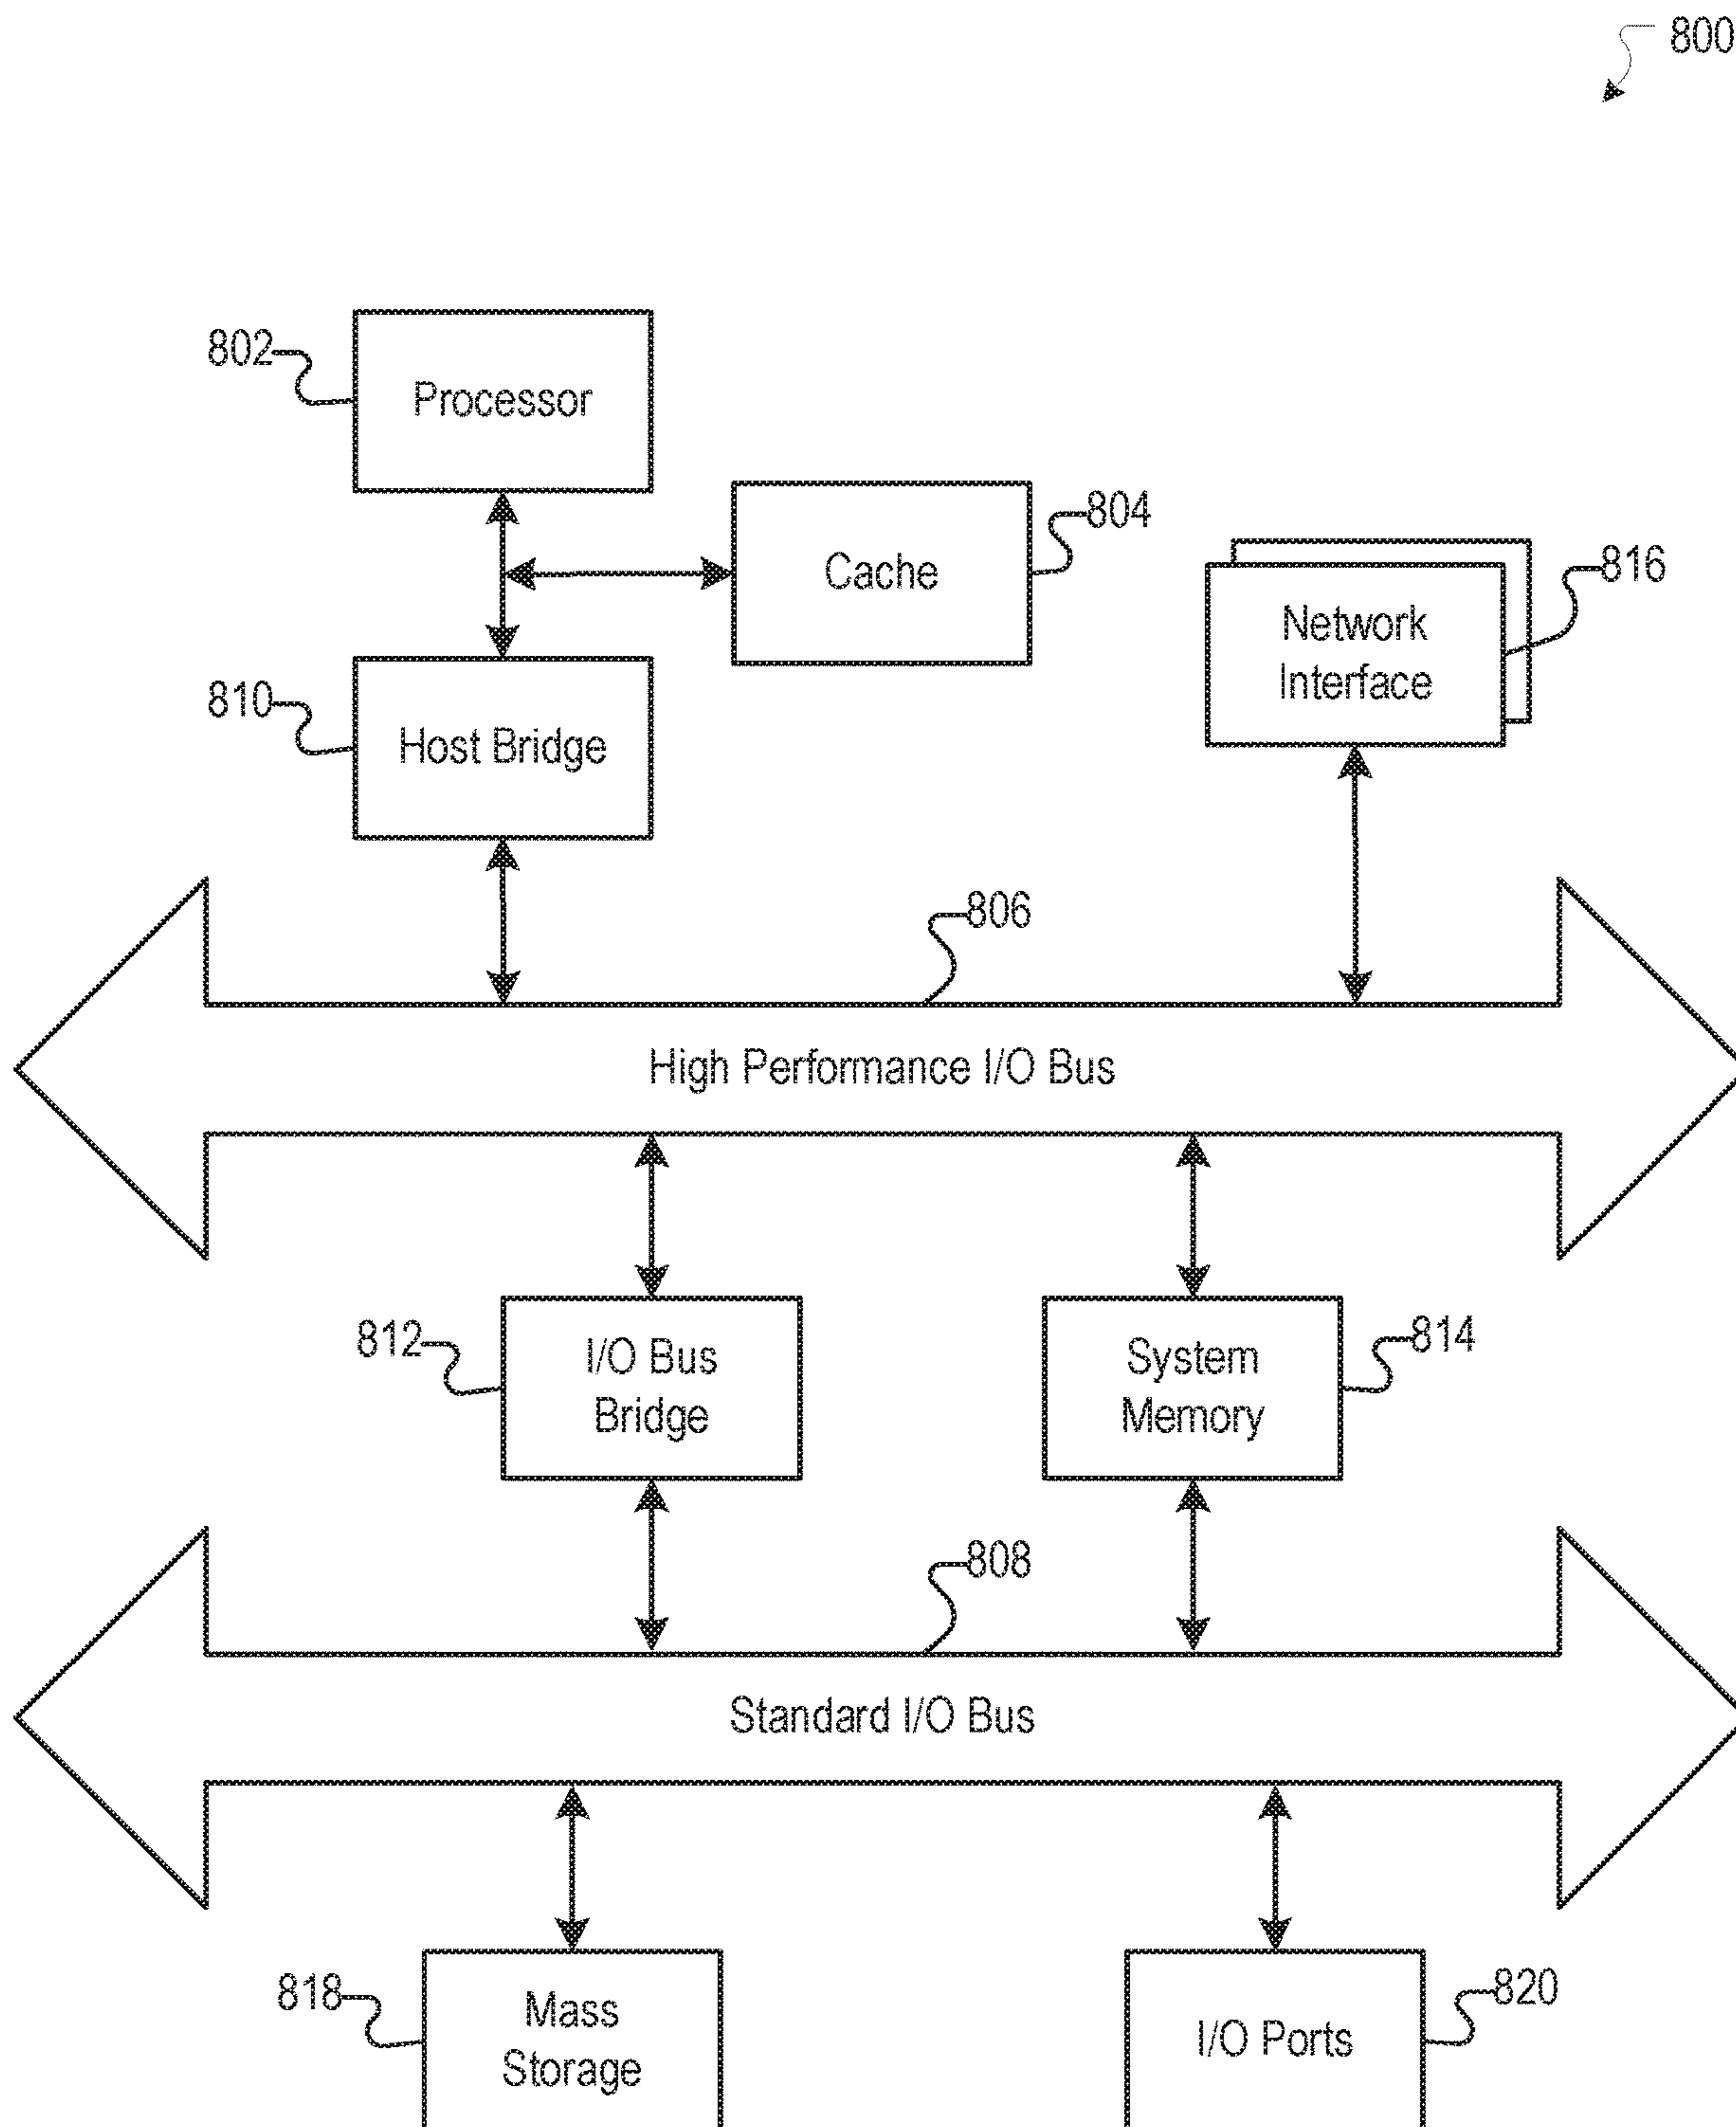 800
802
Processor
804
Cache
816
Network
Interface
810
Host Bridge
806
High Performance I/O Bus
812
I/O Bus
Bridge
814
System
Memory
808
Standard I/O Bus
818
Mass
Storage
820
I/O Ports